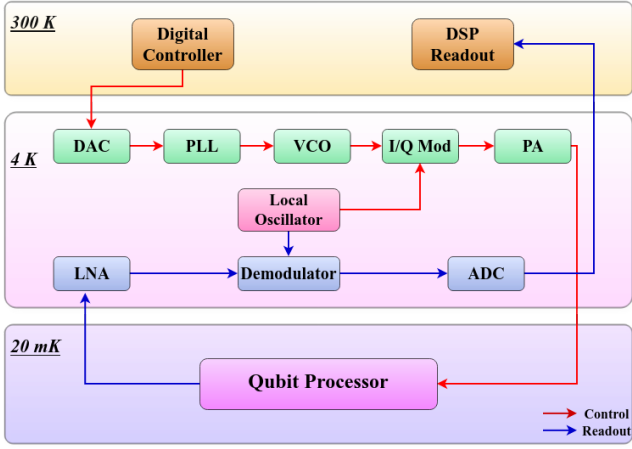 300 K
Digital
Controller
DSP
Readout
4 K
DAC
PLL
VCO
I/Q Mod
PA
Local
Oscillator
LNA
Demodulator
ADC
20 mK
Qubit Processor
Control
Readout